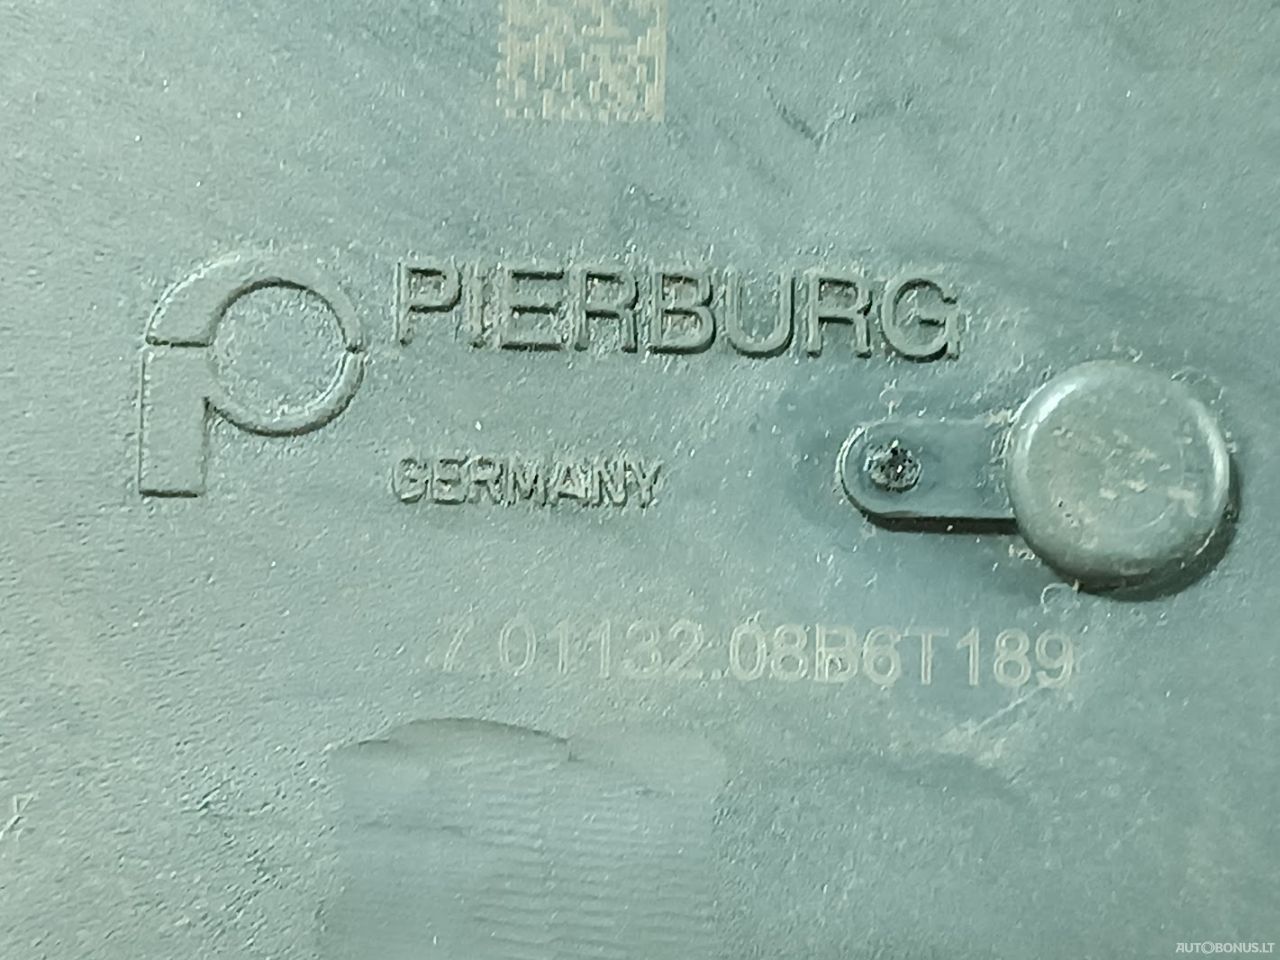 PIERBURG
GERMANY
7.01132.08B6T189
AUTOBONUS.LT